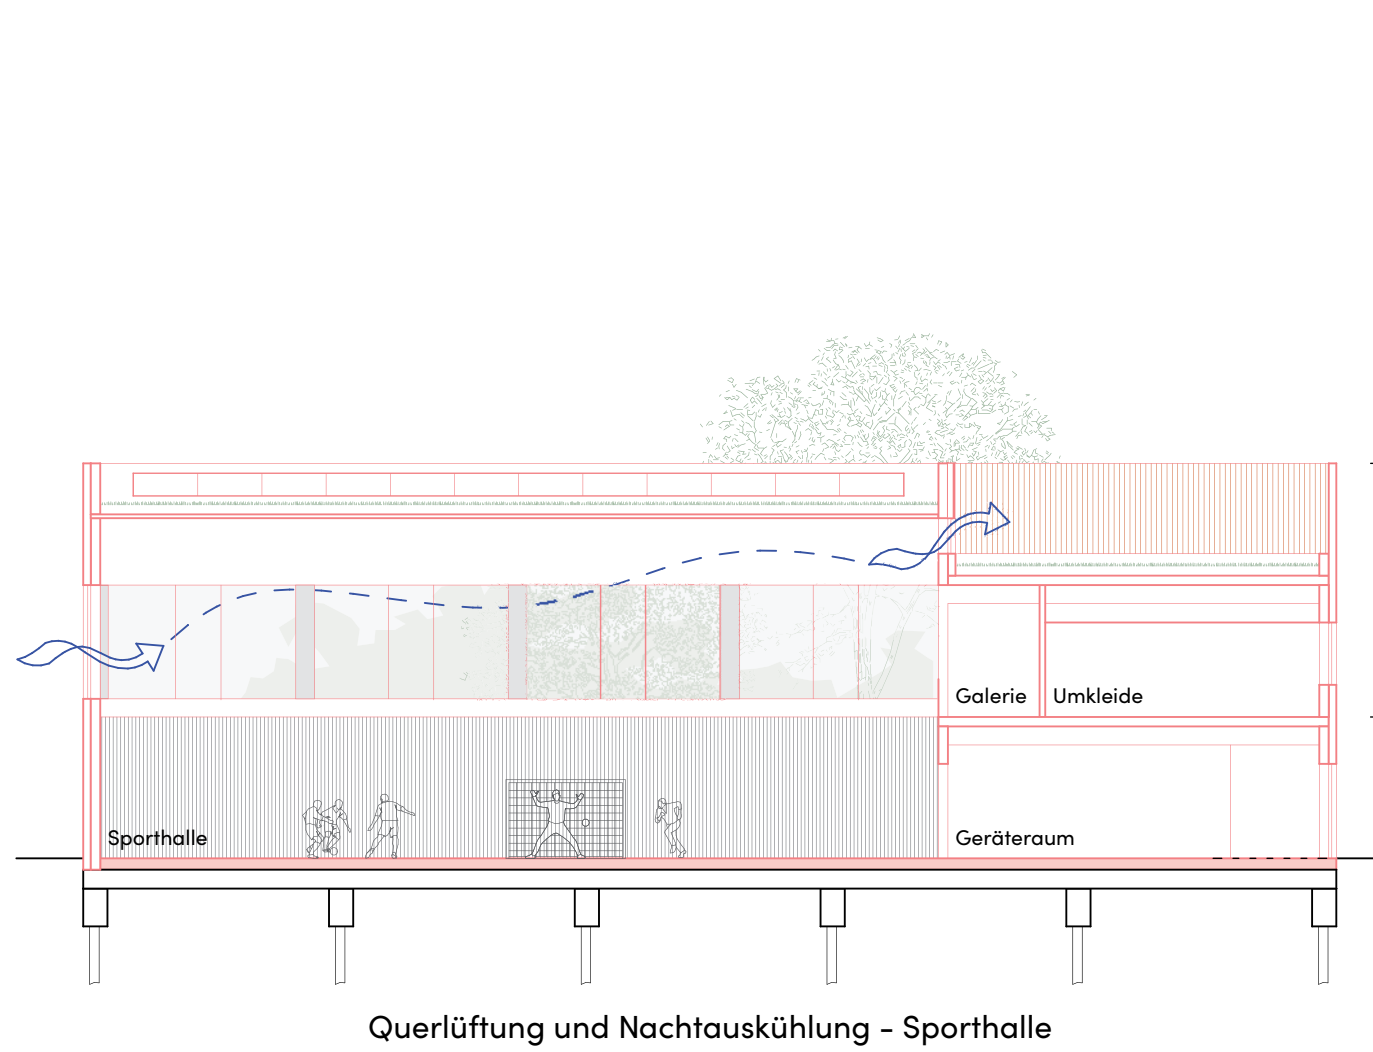 Galerie
Umkleide
Sporthalle
Geräteraum
Querlüftung und Nachtauskühlung - Sporthalle